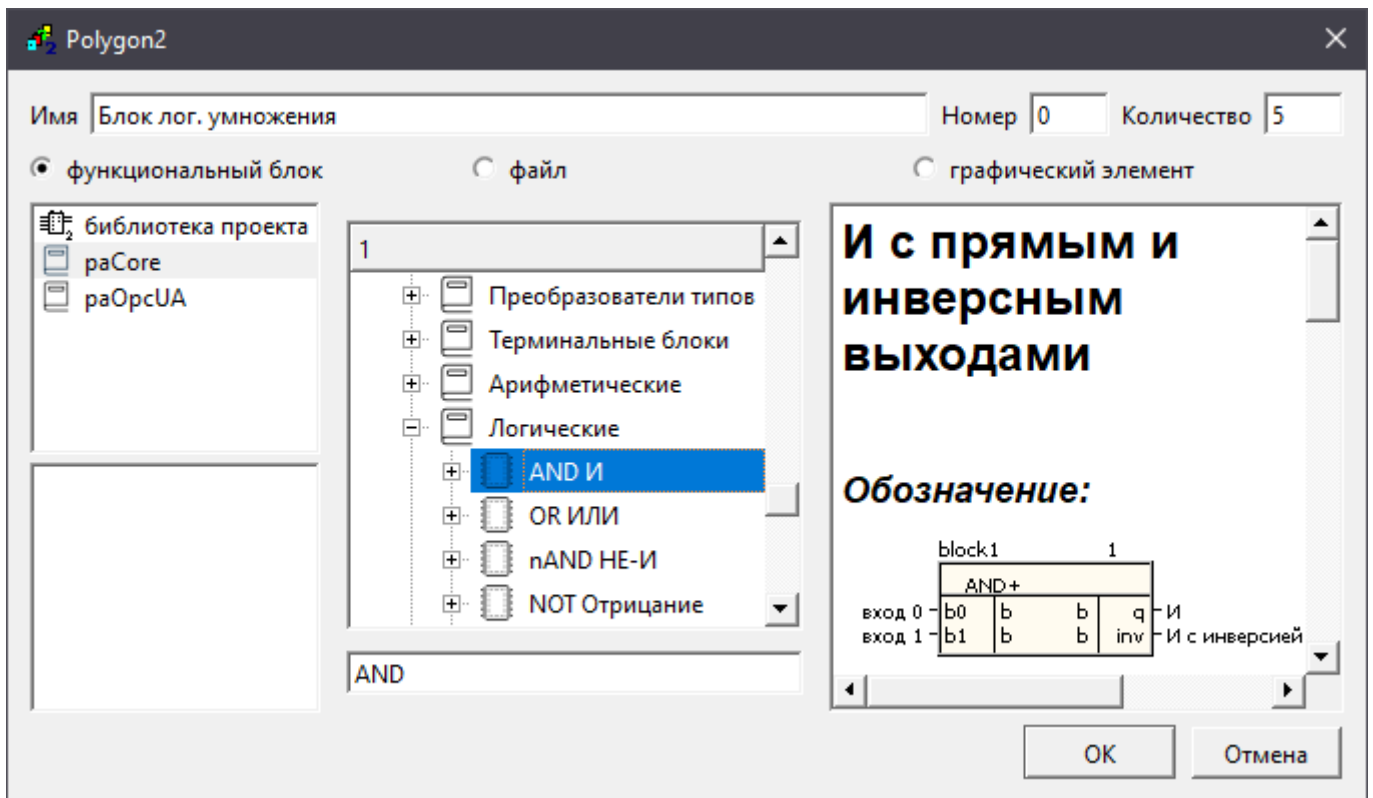 Polygon2
Имя Блок лог. умножения Номер 0 Количество 5
функциональный блок файл графический элемент
библиотека проекта
paCore
paOpcUA
1
Преобразователи типов
Терминальные блоки
Арифметические
Логические
AND И
OR ИЛИ
nAND НЕ-И
NOT Отрицание
AND
И с прямым и
инверсным
выходами
Обозначение:
block1 1
AND+
вход 0 b0 b b q И
вход 1 b1 b b inv И с инверсией
ОК Отмена